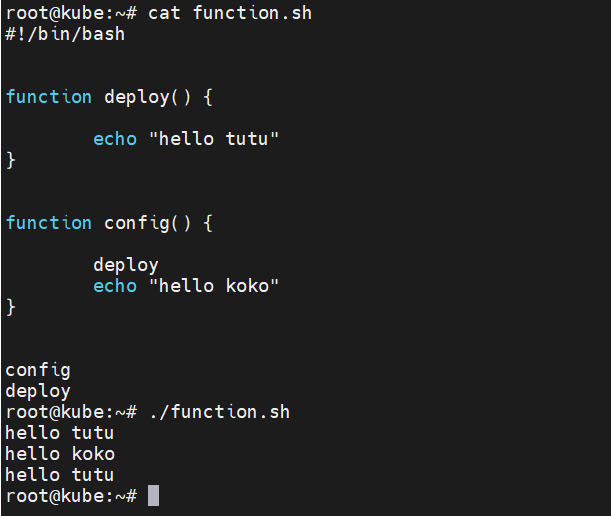 root@kube:~# cat function.sh
#!/bin/bash
function deploy() {
echo "hello tutu"
}
function config() {
deploy
echo "hello koko"
}
config
deploy
root@kube:~# ./function.sh
hello tutu
hello koko
hello tutu
root@kube:~#